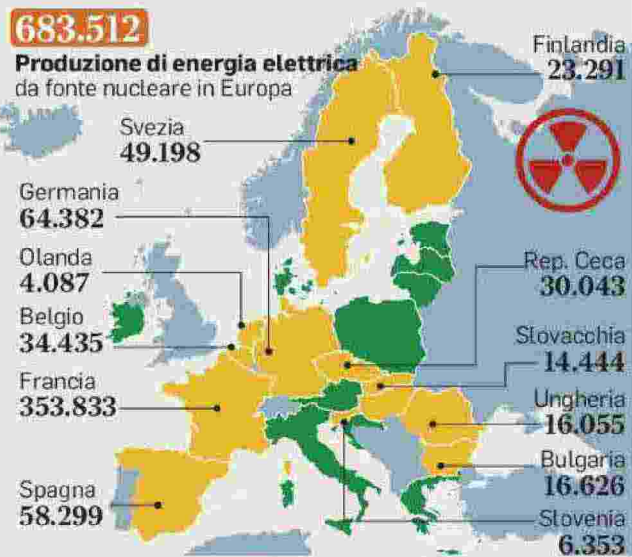 683.512
Produzione di energia elettrica
da fonte nucleare in Europa
Finlandia
23.291
Svezia
49.198
Germania
64.382
Olanda
4.087
Belgio
34.435
Francia
353.833
Spagna
58.299
Rep. Ceca
30.043
Slovacchia
14.444
Ungheria
16.055
Bulgaria
16.626
Slovenia
6.353